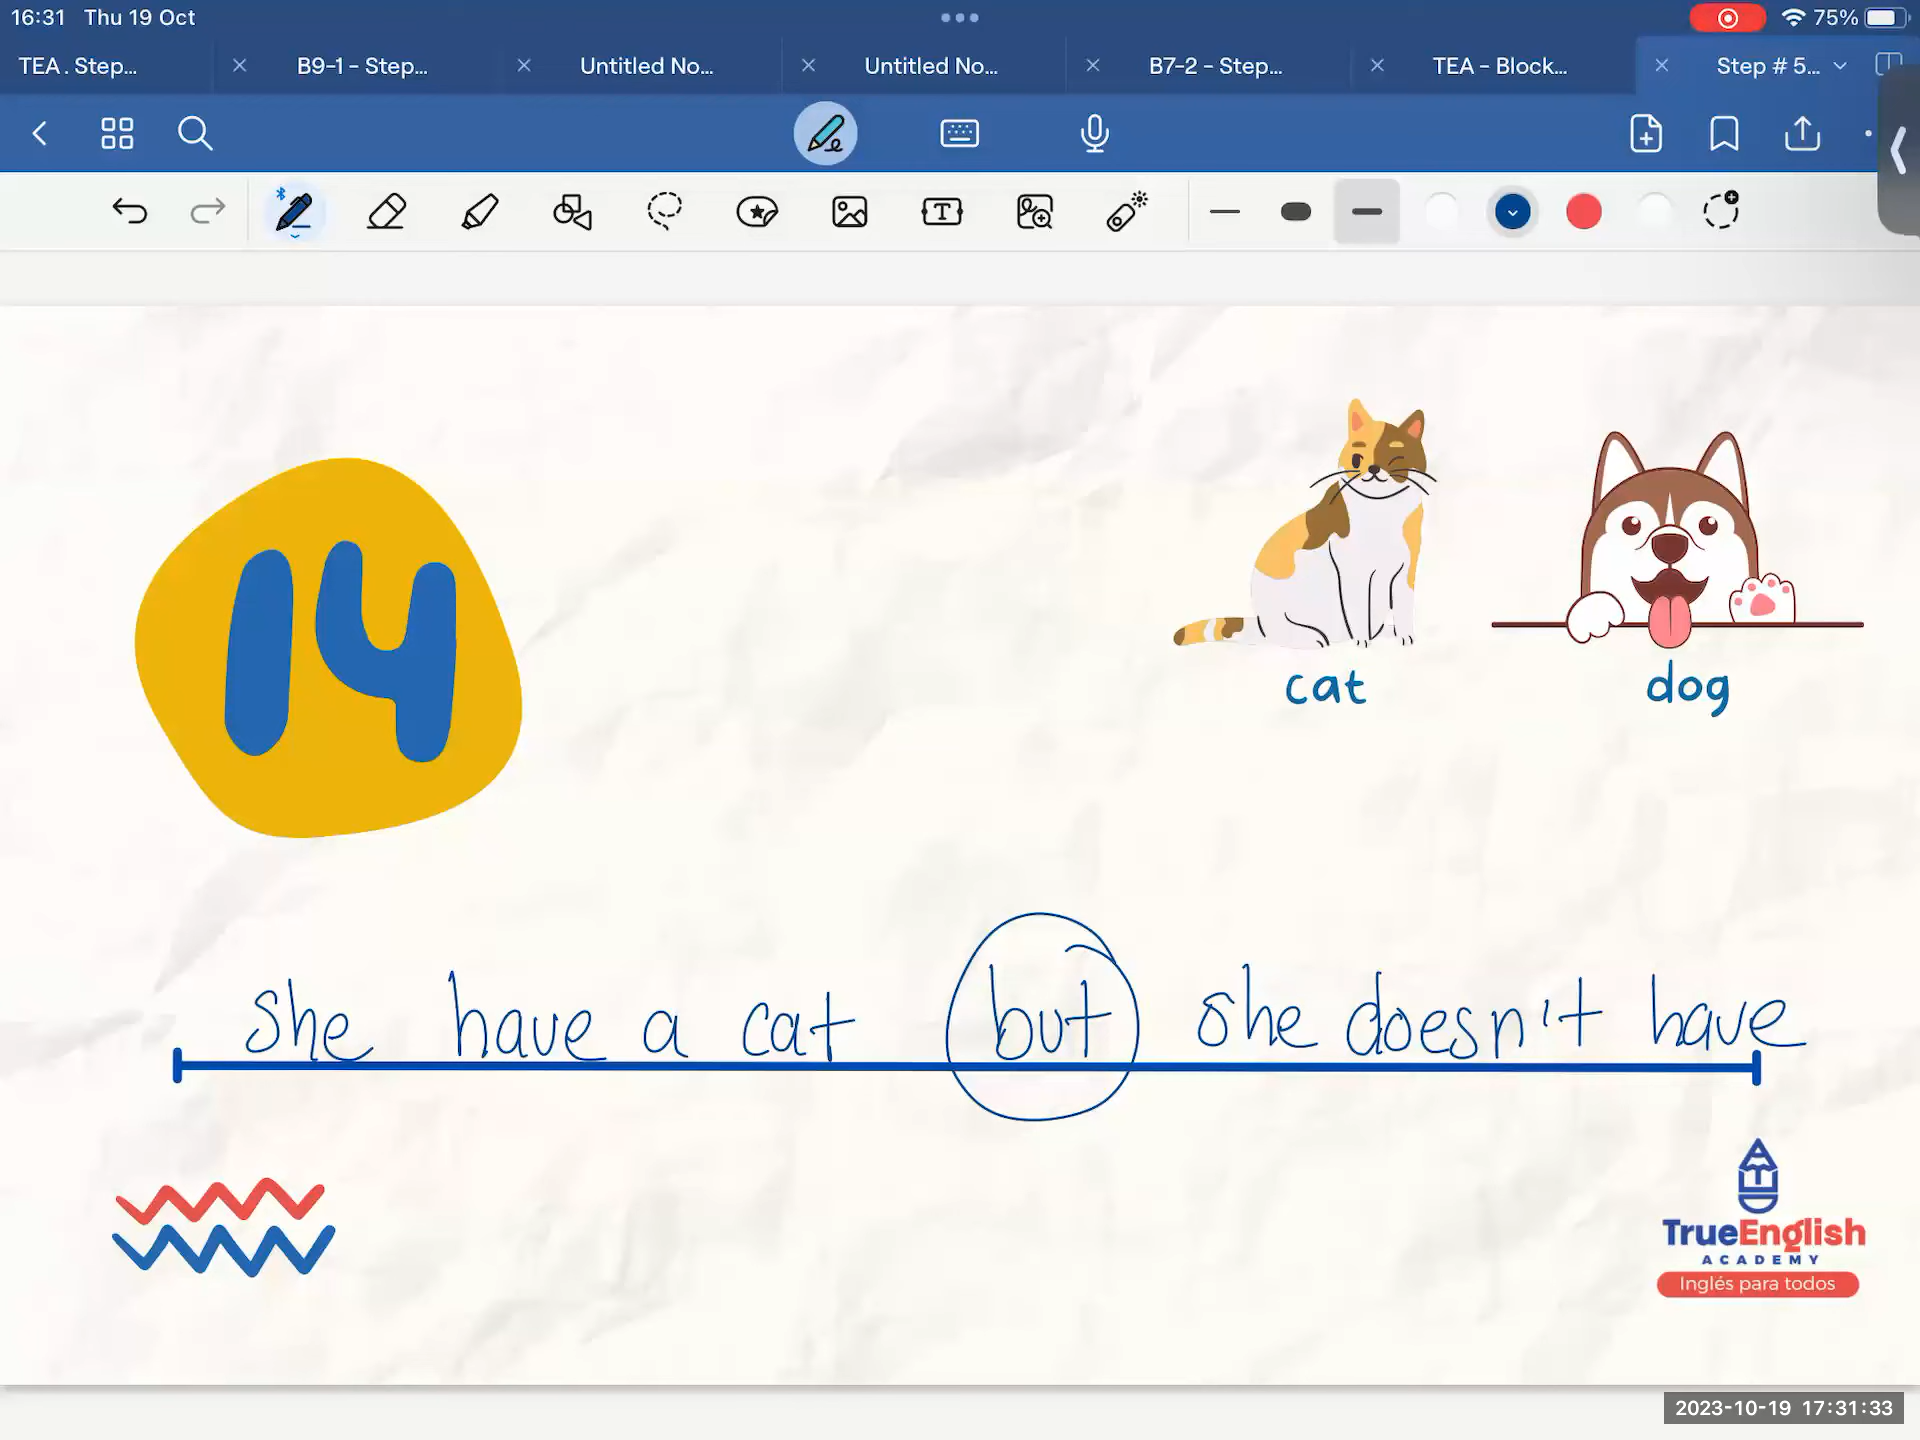 16:31 Thu 19 Oct 75%
TEA . Step... B9-1 - Step... Untitled No... Untitled No... B7-2 - Step... TEA - Block... Step # 5...
14
cat dog
She have a cat but she doesn't have
TrueEnglish
ACADEMY
Inglés para todos
2023-10-19 17:31:33